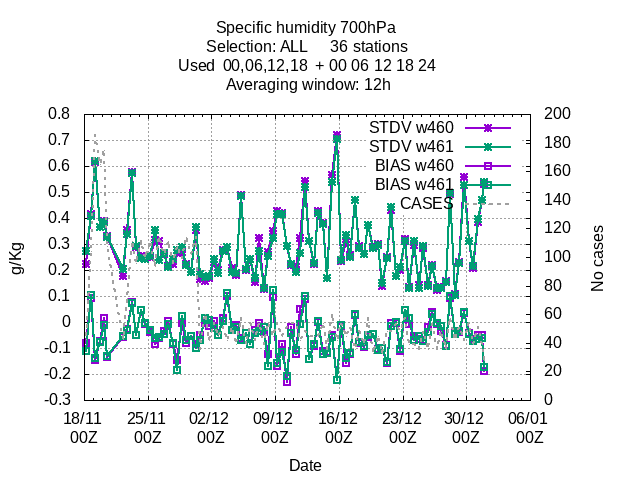 Specific humidity 700hPa
Selection: ALL 36 stations
Used 00,06,12,18 + 00 06 12 18 24
Averaging window: 12h
0.8
0.7
0.6
0.5
0.4
0.3
0.2
0.1
0
-0.1
-0.2
-0.3
g/Kg
STDV w460
STDV w461
BIAS w460
BIAS w461
CASES
200
180
160
140
120
100
80
60
40
20
0
No cases
18/11 25/11 02/12 09/12 16/12 23/12 30/12 06/01
00Z 00Z 00Z 00Z 00Z 00Z 00Z 00Z
Date